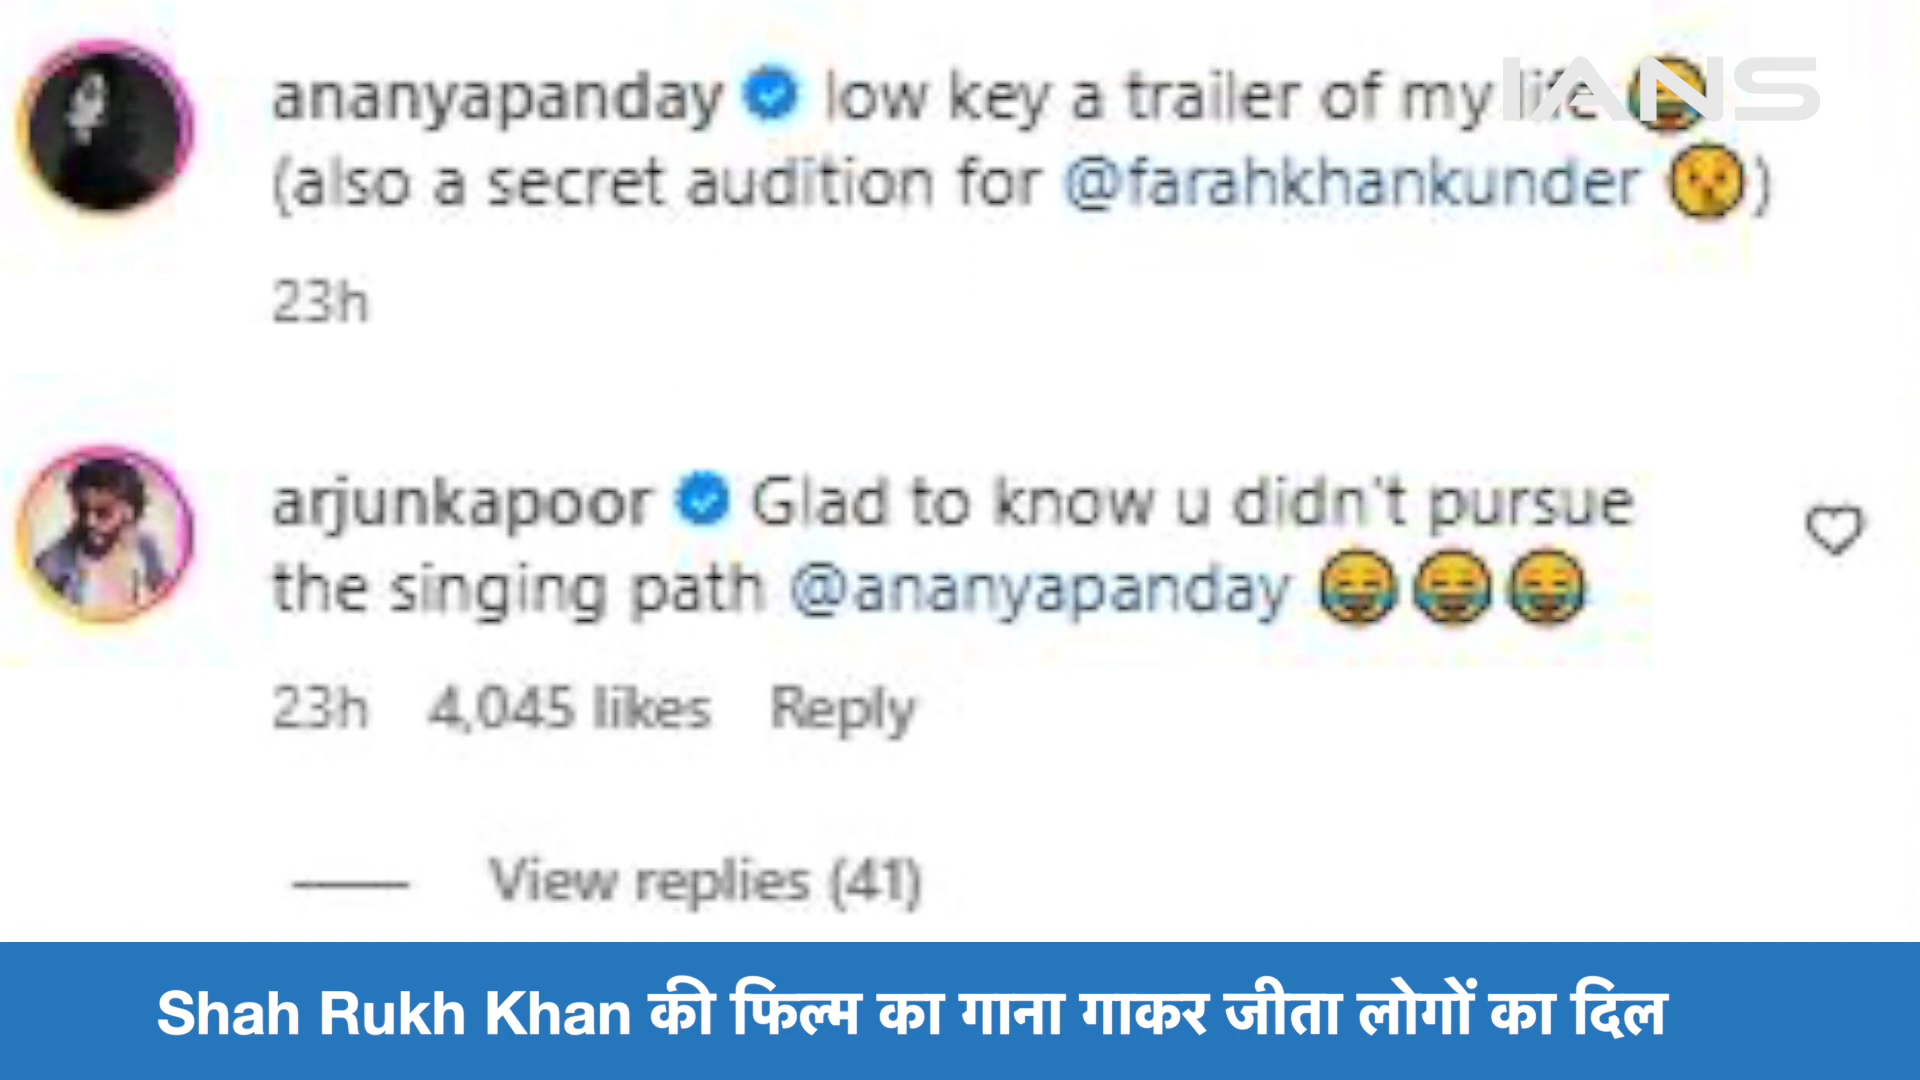 IANS
ananyapanday low key a trailer of my life 😂
(also a secret audition for @farahkhankunder 😗)
23h
arjunkapoor Glad to know u didn't pursue
the singing path @ananyapanday 😂😂😂
23h 4,045 likes Reply
View replies (41)
Shah Rukh Khan की फिल्म का गाना गाकर जीता लोगों का दिल